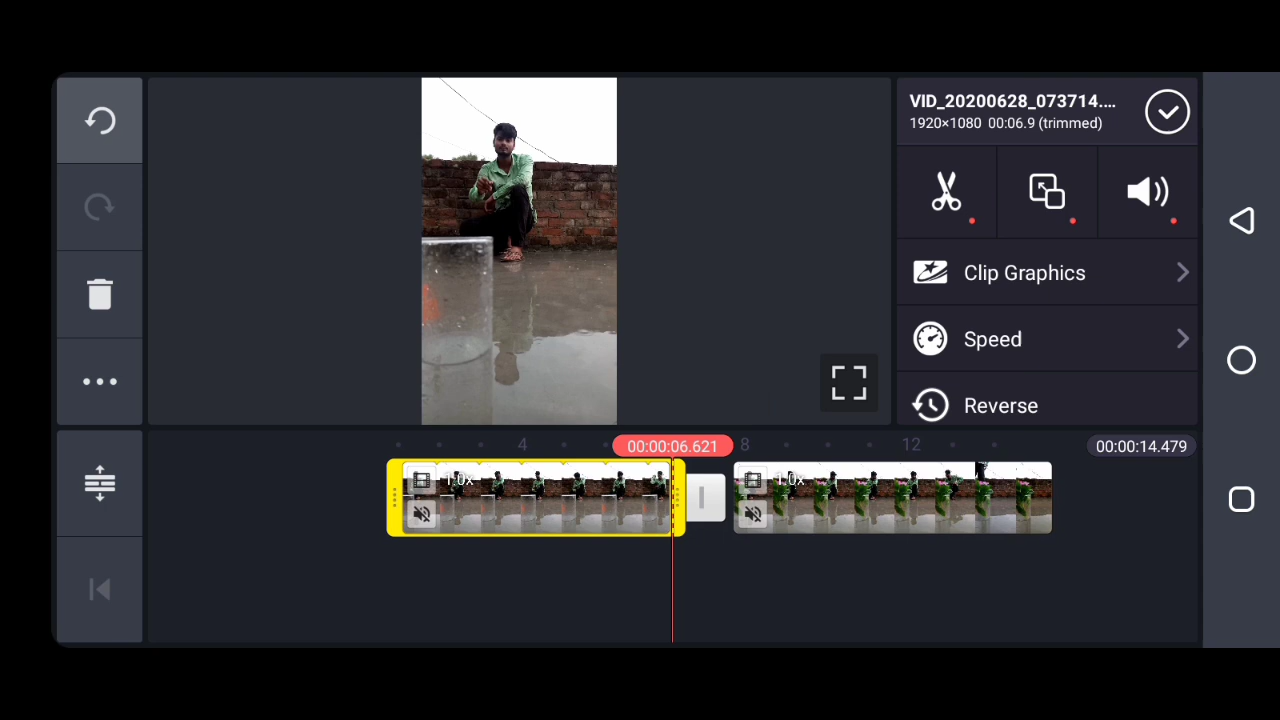 VID_20200628_073714....
1920×1080 00:06.9 (trimmed)
Clip Graphics
Speed
Reverse
4
00:00:06.621
8
12
00:00:14.479
1.0x
1.0x